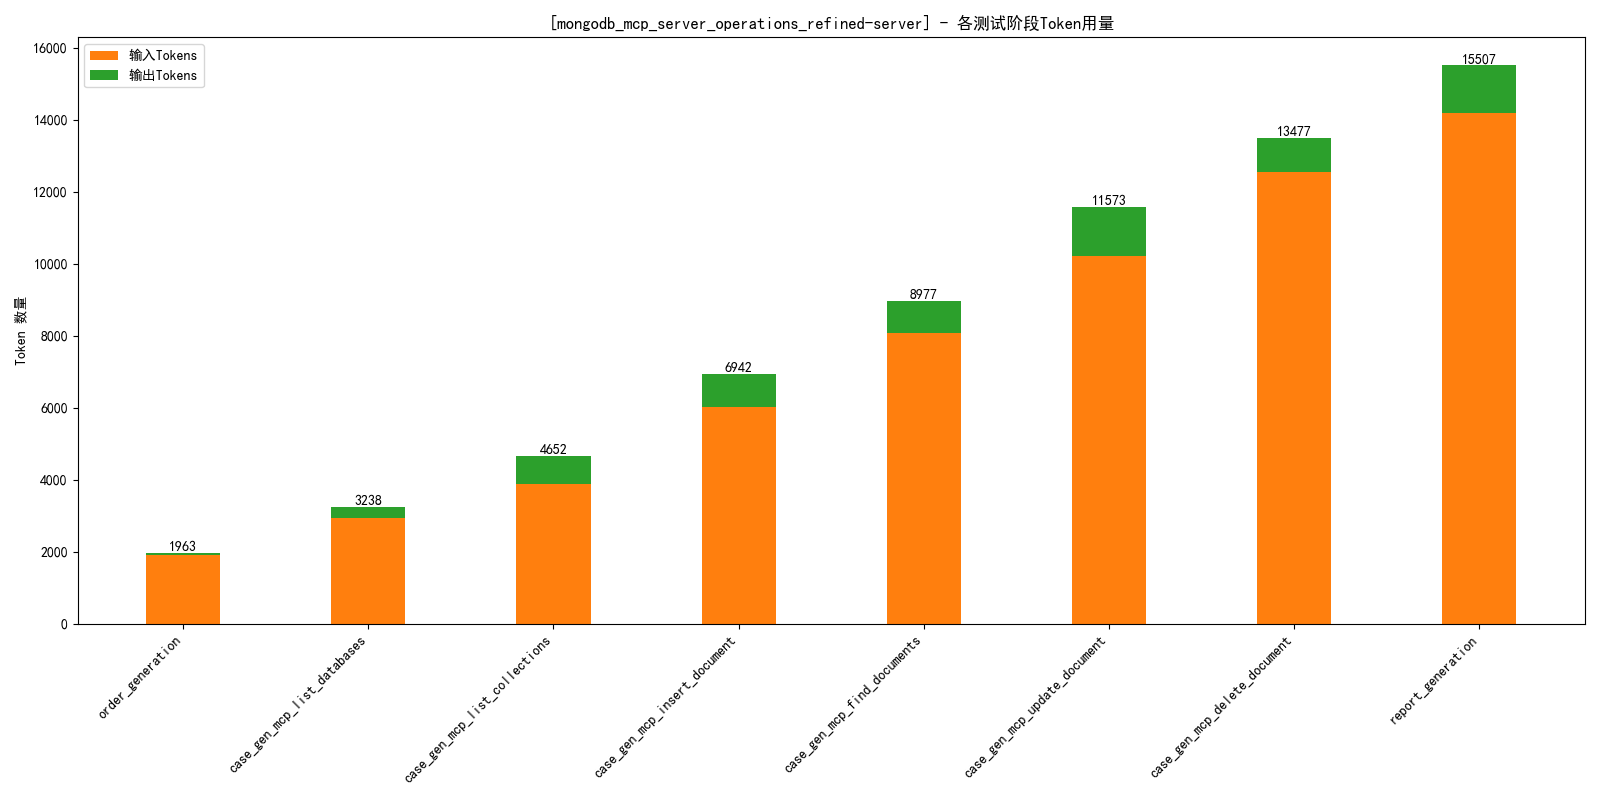 [mongodb_mcp_server_operations_refined-server] - 各测试阶段Token用量
输入Tokens
输出Tokens
Token 数量
16000
14000
12000
10000
8000
6000
4000
2000
0
1963
3238
4652
6942
8977
11573
13477
15507
order_generation
case_gen_mcp_list_databases
case_gen_mcp_list_collections
case_gen_mcp_insert_document
case_gen_mcp_find_documents
case_gen_mcp_update_document
case_gen_mcp_delete_document
report_generation